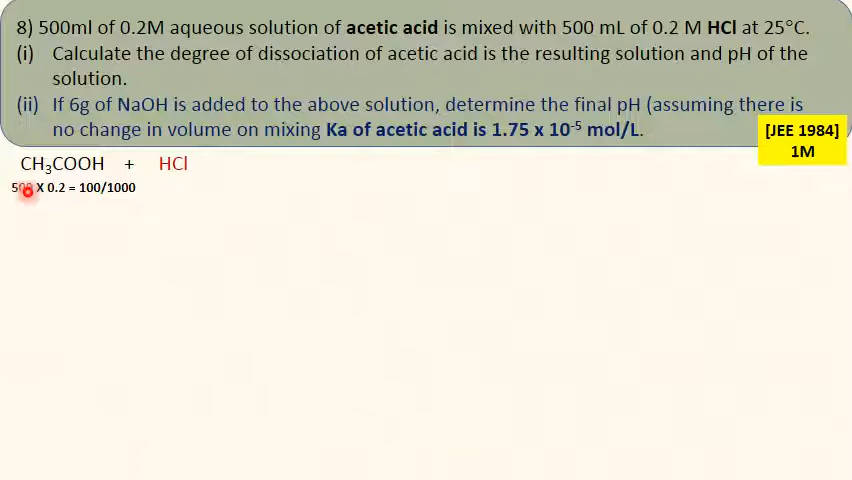 8) 500ml of 0.2M aqueous solution of acetic acid is mixed with 500 mL of 0.2 M HCl at 25°C.
(i) Calculate the degree of dissociation of acetic acid is the resulting solution and pH of the
solution.
(ii) If 6g of NaOH is added to the above solution, determine the final pH (assuming there is
no change in volume on mixing Ka of acetic acid is 1.75 x 10⁻⁵ mol/L.
[JEE 1984]
1M
CH₃COOH + HCl
500 X 0.2 = 100/1000